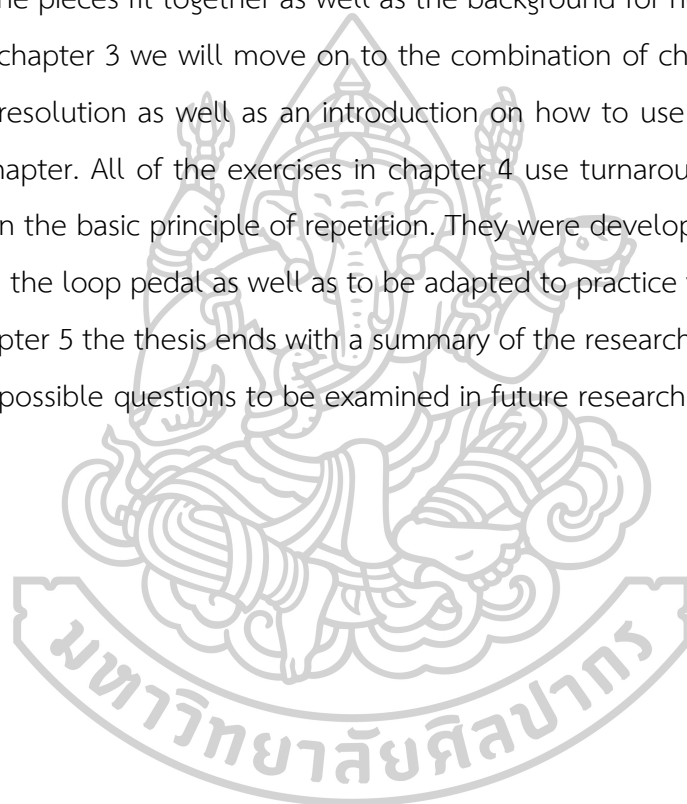 he pieces fit together as well as the background for
chapter 3 we will move on to the combination of ch
resolution as well as an introduction on how to use
hapter. All of the exercises in chapter 4 use turnarou
n the basic principle of repetition. They were develop
the loop pedal as well as to be adapted to practice
pter 5 the thesis ends with a summary of the research
possible questions to be examined in future research
มหาวิทยาลัยศิลปากร